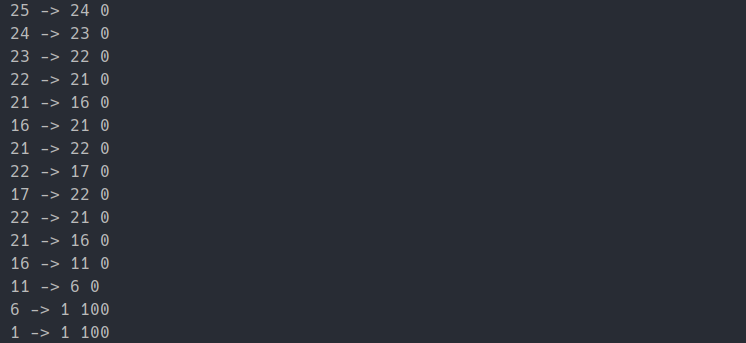 25 -> 24 0
24 -> 23 0
23 -> 22 0
22 -> 21 0
21 -> 16 0
16 -> 21 0
21 -> 22 0
22 -> 17 0
17 -> 22 0
22 -> 21 0
21 -> 16 0
16 -> 11 0
11 -> 6 0
6 -> 1 100
1 -> 1 100